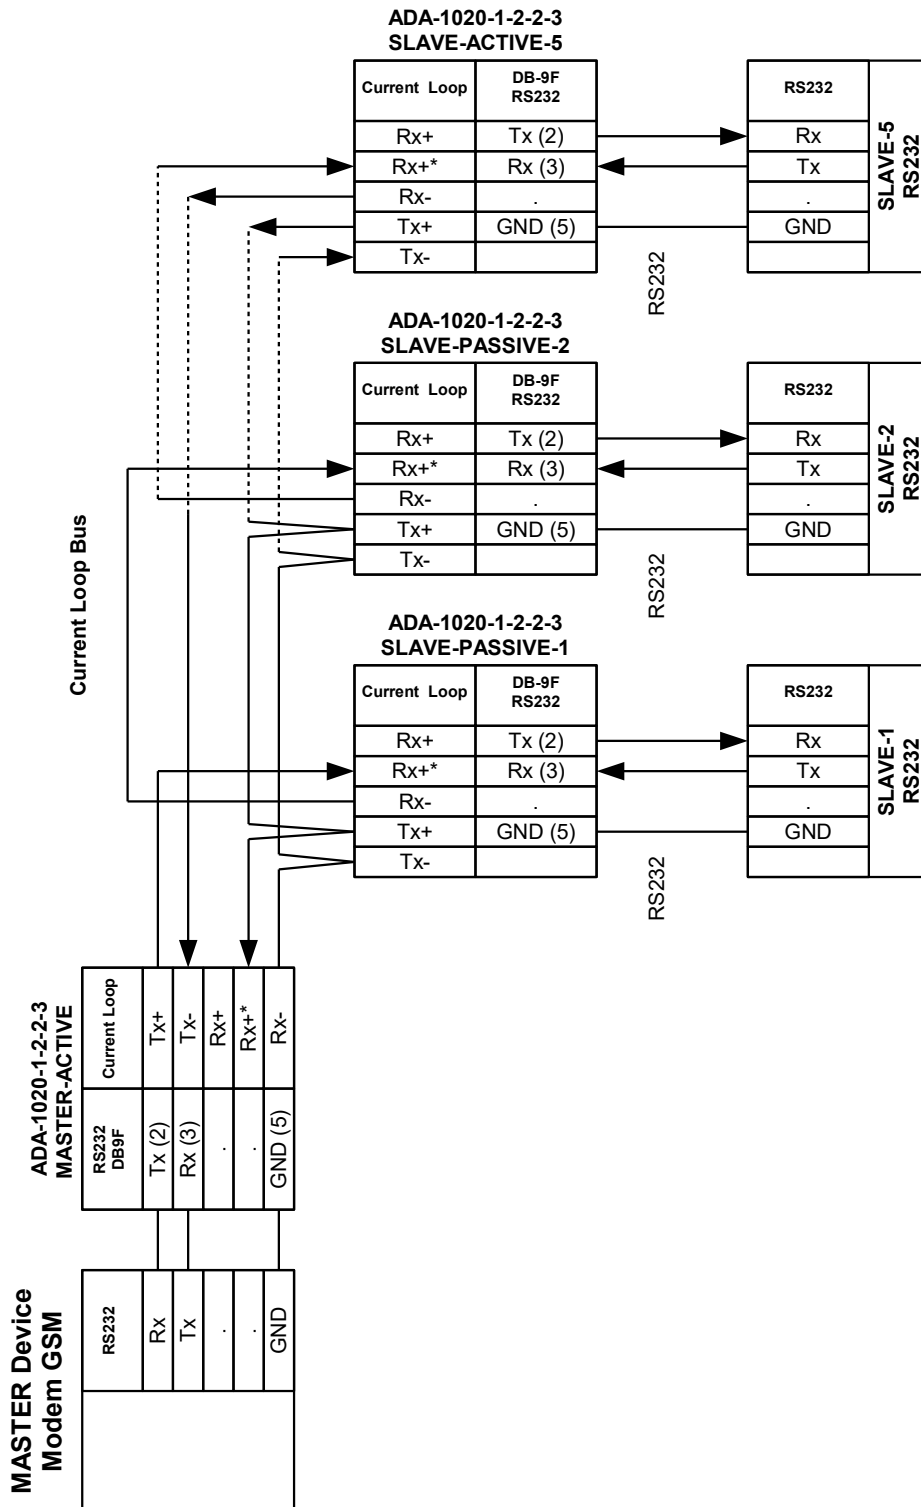 ADA-1020-1-2-2-3
SLAVE-ACTIVE-5
Current Loop
DB-9F
RS232
Rx+
Tx (2)
Rx+*
Rx (3)
Rx-
.
Tx+
GND (5)
Tx-
RS232
Rx
Tx
.
GND
SLAVE-5
RS232
RS232
ADA-1020-1-2-2-3
SLAVE-PASSIVE-2
Current Loop
DB-9F
RS232
Rx+
Tx (2)
Rx+*
Rx (3)
Rx-
.
Tx+
GND (5)
Tx-
RS232
Rx
Tx
.
GND
SLAVE-2
RS232
RS232
Current Loop Bus
ADA-1020-1-2-2-3
SLAVE-PASSIVE-1
Current Loop
DB-9F
RS232
Rx+
Tx (2)
Rx+*
Rx (3)
Rx-
.
Tx+
GND (5)
Tx-
RS232
Rx
Tx
.
GND
SLAVE-1
RS232
RS232
ADA-1020-1-2-2-3
MASTER-ACTIVE
Current Loop
Tx+
Tx-
Rx+
Rx+*
Rx-
RS232
DB9F
Tx (2)
Rx (3)
.
.
GND (5)
MASTER Device
Modem GSM
RS232
Rx
Tx
.
.
GND